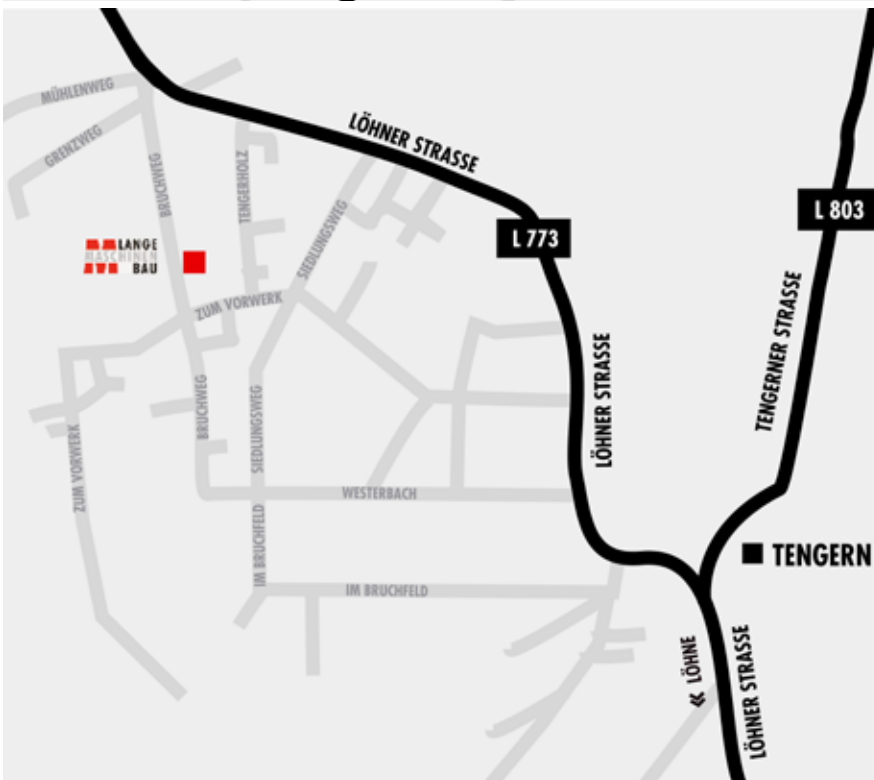 MÜHLENWEG
GRENZWEG
BRUCHWEG
TENGERHOLZ
LÖHNER STRASSE
SIEDLUNGSWEG
L 773
L 803
LANGE
MASCHINEN
BAU
ZUM VORWERK
TENGERNER STRASSE
LÖHNER STRASSE
BRUCHWEG
SIEDLUNGSWEG
ZUM VORWERK
WESTERBACH
IM BRUCHFELD
IM BRUCHFELD
TENGERN
« LÖHNE
LÖHNER STRASSE